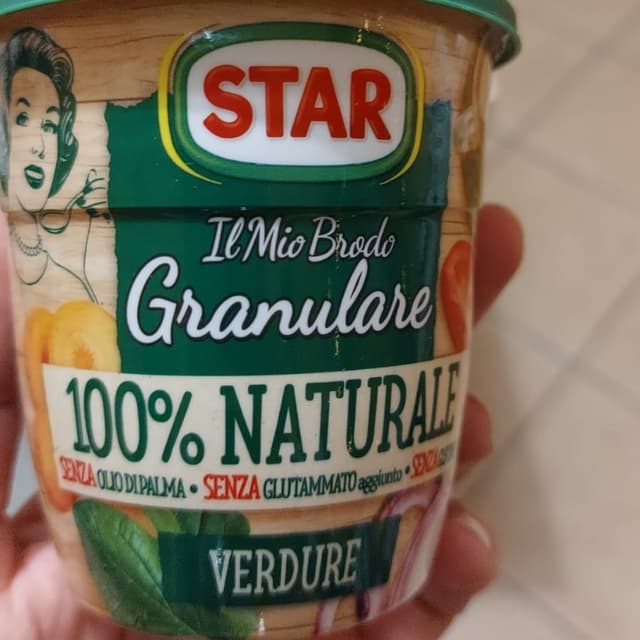 STAR
Il Mio Brodo
Granulare
100% NATURALE
SENZA OLIO DI PALMA • SENZA GLUTAMMATO aggiunto • SENZA
VERDURE